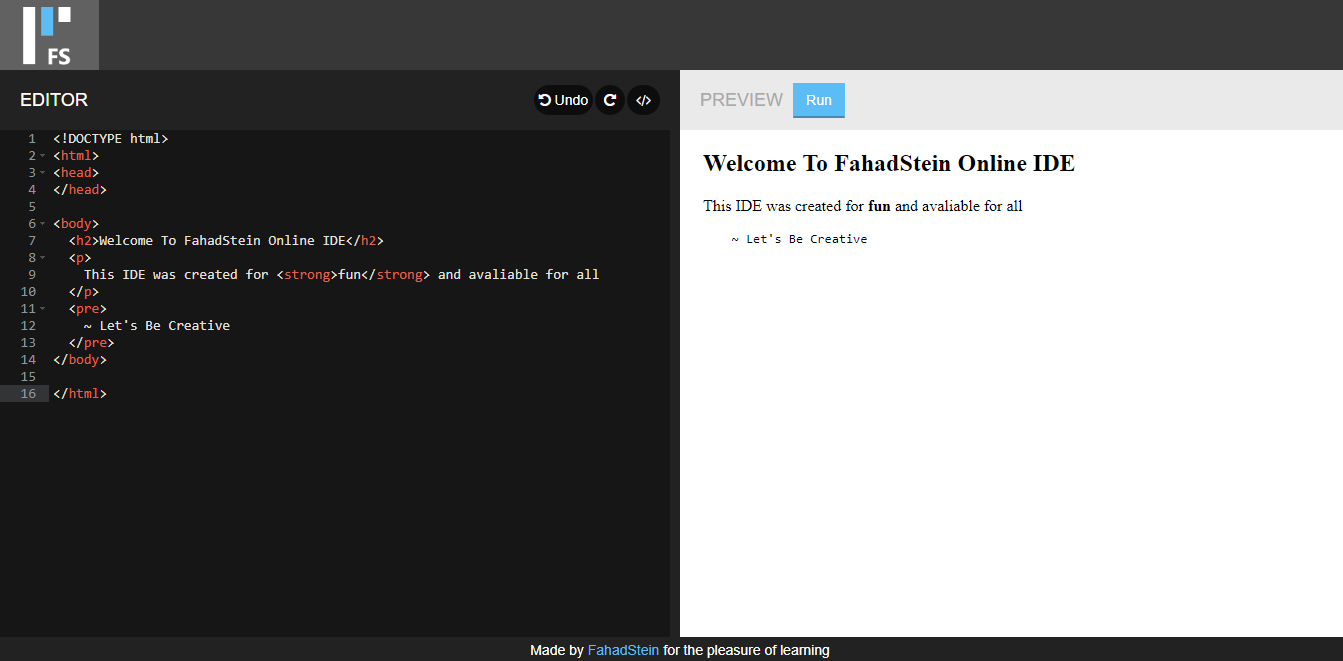 FS
EDITOR
Undo
</>
PREVIEW
Run
1 <!DOCTYPE html>
2 <html>
3 <head>
4 </head>
5
6 <body>
7 <h2>Welcome To FahadStein Online IDE</h2>
8 <p>
9 This IDE was created for <strong>fun</strong> and avaliable for all
10 </p>
11 <pre>
12 ~ Let's Be Creative
13 </pre>
14 </body>
15
16 </html>
Welcome To FahadStein Online IDE
This IDE was created for fun and avaliable for all
~ Let's Be Creative
Made by FahadStein for the pleasure of learning